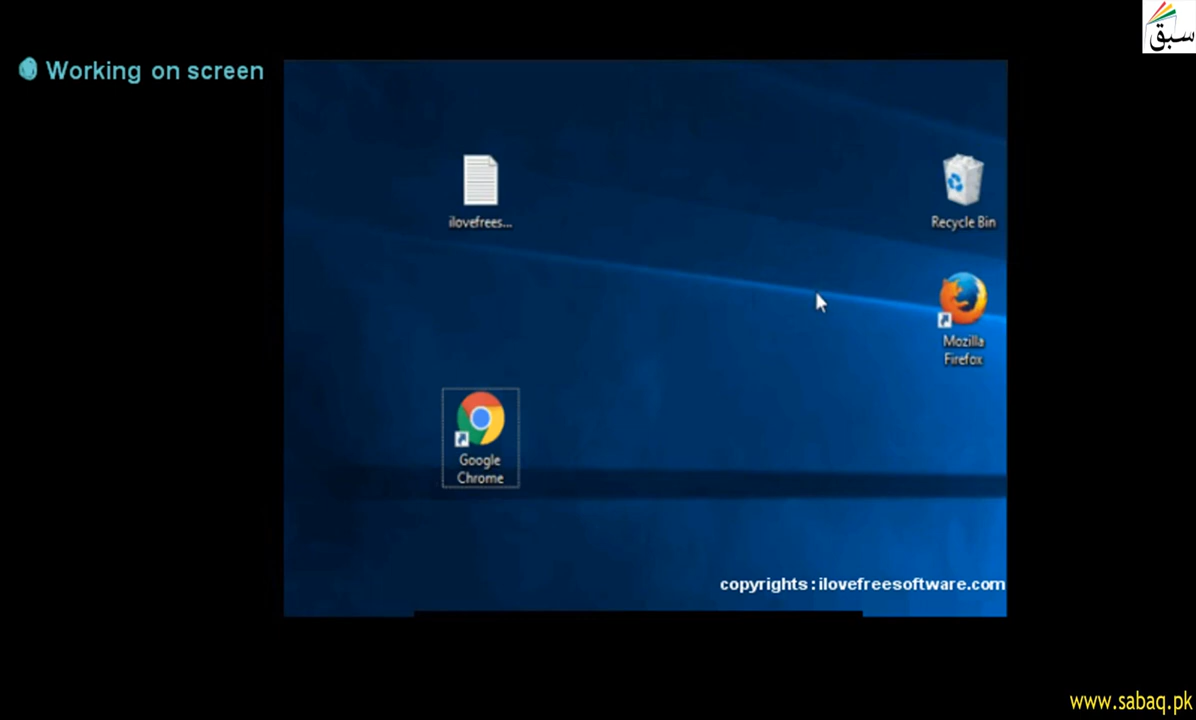 سبق
Working on screen
ilovefrees...
Recycle Bin
Mozilla
Firefox
Google
Chrome
copyrights : ilovefreesoftware.com
www.sabaq.pk